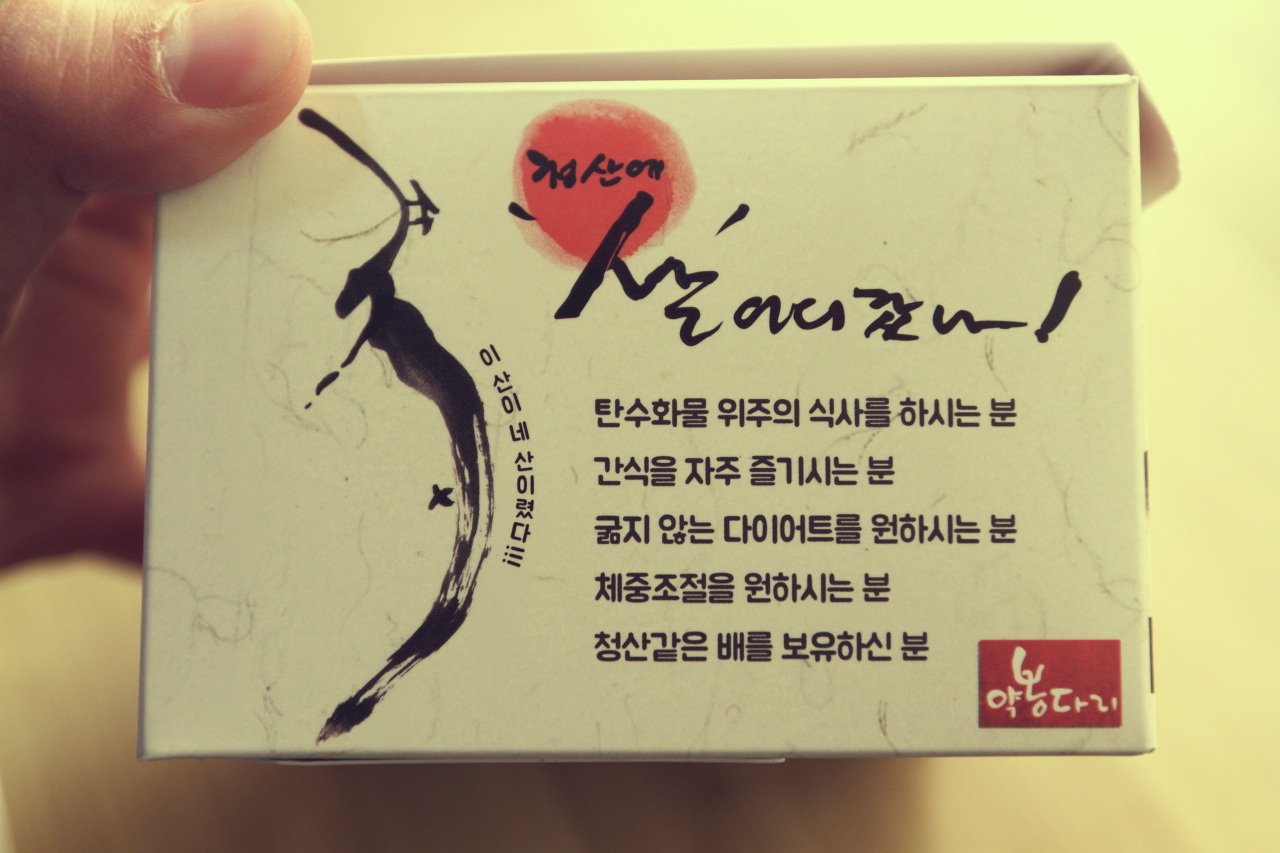 청산에
살 어디갔나!
이 산이 네 산이렸다!!!
탄수화물 위주의 식사를 하시는 분
간식을 자주 즐기시는 분
굶지 않는 다이어트를 원하시는 분
체중조절을 원하시는 분
청산같은 배를 보유하신 분
약봉다리